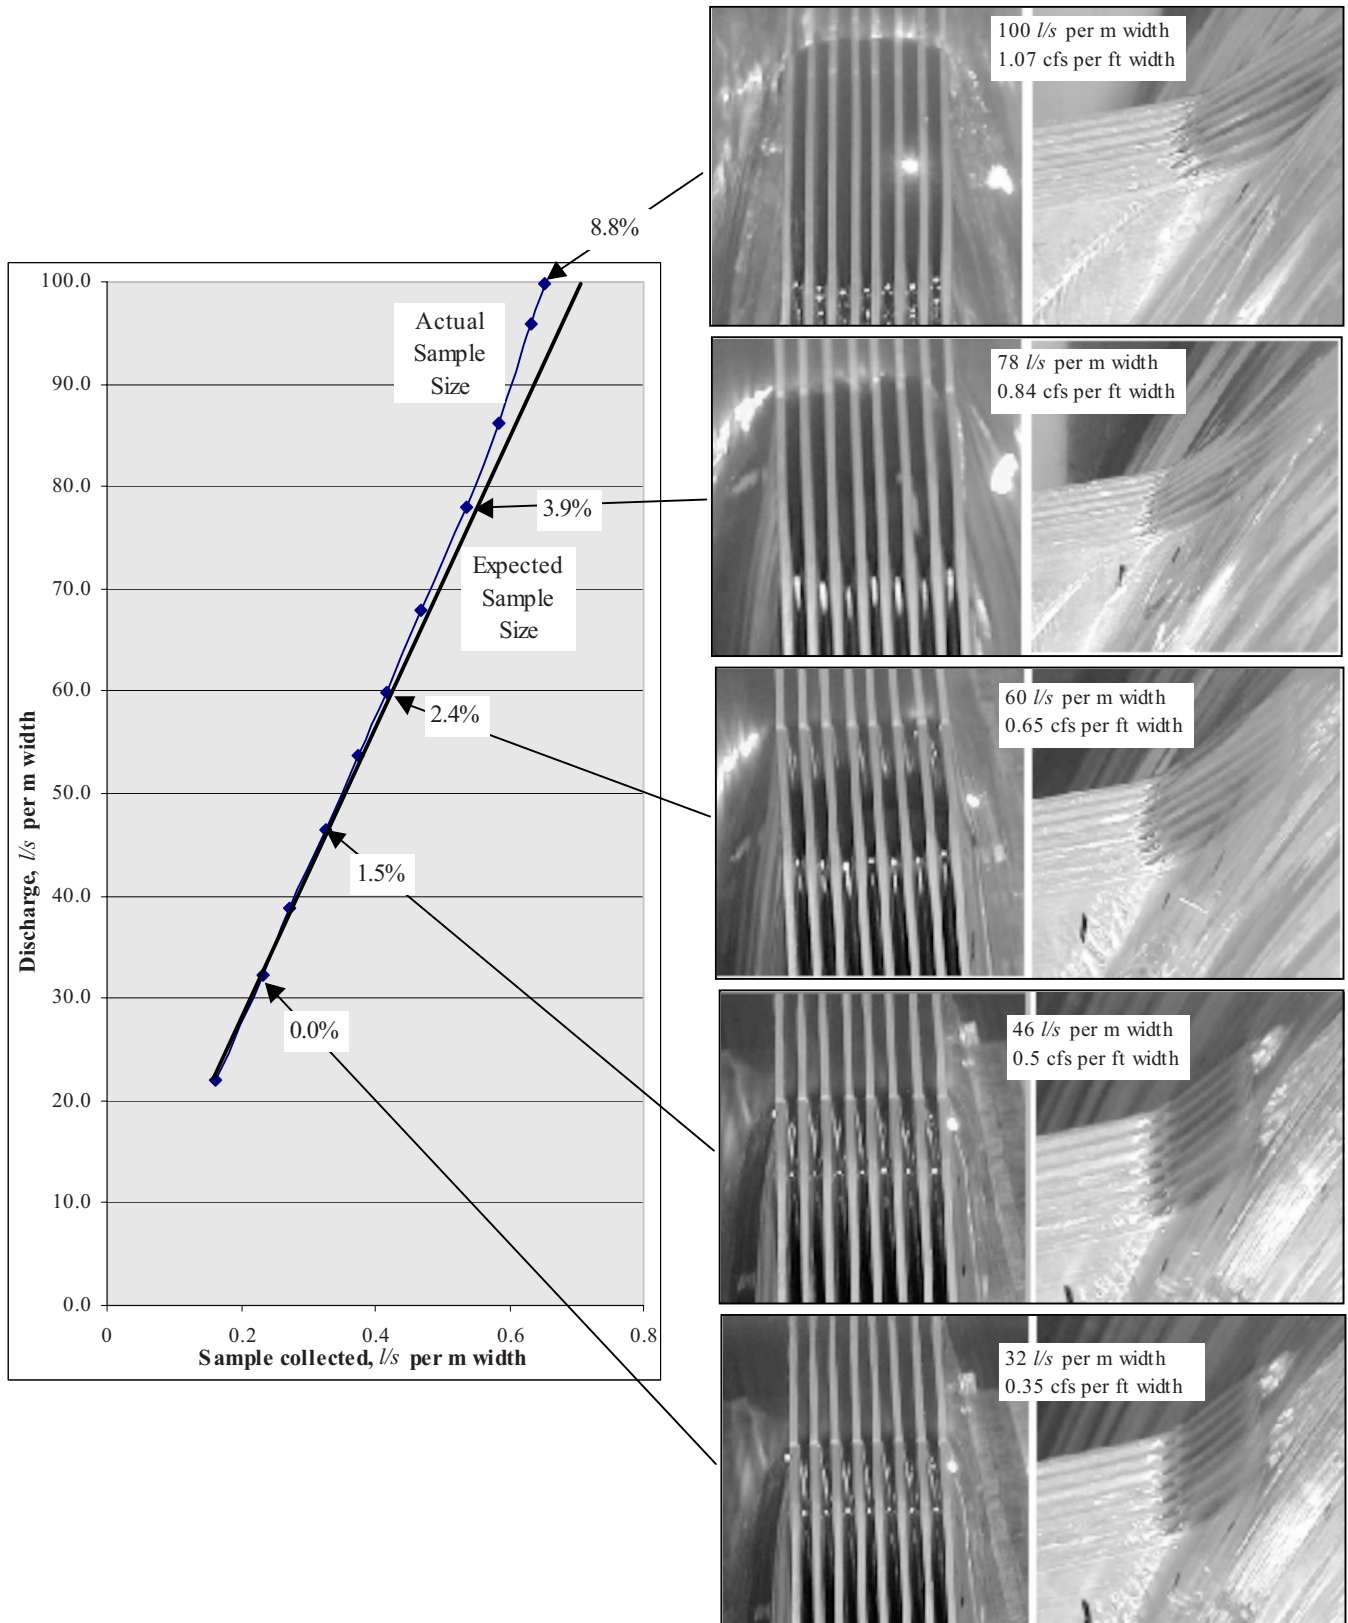 100 l/s per m width
1.07 cfs per ft width
8.8%
100.0
90.0
80.0
70.0
60.0
50.0
40.0
30.0
20.0
10.0
0.0
Discharge, l/s per m width
Actual
Sample
Size
78 l/s per m width
0.84 cfs per ft width
3.9%
Expected
Sample
Size
60 l/s per m width
0.65 cfs per ft width
2.4%
46 l/s per m width
0.5 cfs per ft width
1.5%
32 l/s per m width
0.35 cfs per ft width
0.0%
0
0.2
0.4
0.6
0.8
Sample collected, l/s per m width